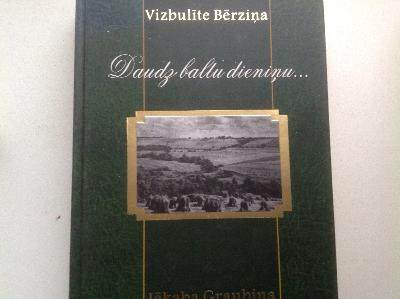 Vizbulīte Bērziņa
Daudz baltu dieniņu...
Jēkaba Graubiņa